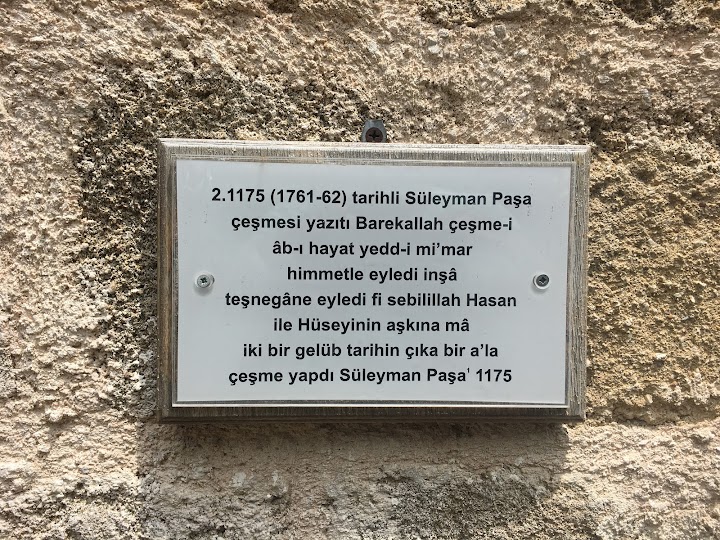 2.1175 (1761-62) tarihli Süleyman Paşa
çeşmesi yazıtı Barekallah çeşme-i
âb-ı hayat yedd-i mi’mar
himmetle eyledi inşâ
teşnegâne eyledi fi sebilillah Hasan
ile Hüseyinin aşkına mâ
iki bir gelüb tarihin çıka bir a’la
çeşme yapdı Süleyman Paşa' 1175